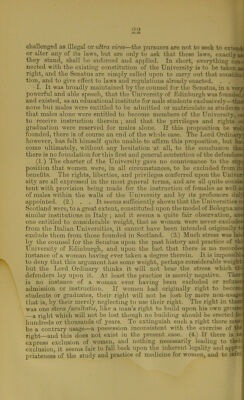 22
challenged as illegal or ultra vires—the pursuers are not to seek to extend
or alter any of its laws, but are only to ask that these laws, exactly as
they stand, shall be enforced and applied. In short, everything
nected with the existing constitution of the University is to be taken as
right, and the Senatus are simply called upon to carry out that
tion, and to give effect to laws and regulations already enacted.
I. It was broadly maintained by the counsel for the Senatus, in a very
powerful and able speech, that the University of Edinburgh was founded,
and existed, as an educational institute for male students exclusively—that
none but males were entitled to be admitted or matriculate as students—
that males alone were entitled to become members of the University,
to receive instruction therein; and that the privileges and rights of
graduation were reserved for males alone. If this proposition be
founded, there is of course an end of the whole case. The Lord Ordinary,
however, has felt himself quite unable to affirm this proposition, but has
come ultimately, without any hesitation at all, to the conclusion that
there is no foundation for this first and general contention of the defenders.
(1.) The charter of the University gave no countenance to the
position that women were, in all circumstances, to be excluded from its
benefits. The rights, liberties, and privileges conferred upon the University
are all expressed in the most general terms, and are quite
tent with provision being made for the instruction of females as well as
of males within the walls of the University and by its professors duly
appointed. (2.) . . . It seems sufficiently shown that the Universities of
Scotland were, to a great extent, constituted upon the model of Bologna and
similar institutions in Italy; and it seems a quite fair observation, and
one entitled to considerable weight, that as women were never excluded
from the Italian Universities, it cannot have been intended originally to
exclude them from those founded in Scotland. (3.) Much stress was laid
by the counsel for the Senatus upon the past history and practice of the
University of Edinburgh, and upon the fact that there is no recorded
instance of a woman having ever taken a degree therein. It is impossible
to deny that this argument has some weight, perhaps considerable weight;
but the Lord Ordinary thinks it will not bear the stress which the
defenders lay upon it. At least the practice is merely negative. There
is no instance of a woman ever having been excluded or refused
admission or instruction. If women had originally right to become
students or graduates, their right will not be lost by mere non-usage,
that is, by their merely neglecting to use their right. The right in them
was one meræ facultatis, like a man's right to build upon his own ground
—a right which will not be lost though no building should be erected for
hundreds or thousands of years. To extinguish such a right there must
be a contrary usage—a possession inconsistent with the exercise of the
right—and this does not exist in the present case. (4.) If there is no
express exclusion of women, and nothing necessarily leading to their
exclusion, it seems fair to fall back upon the inherent legality and appro-
priateness of the study and practice of medicine for women, and to infer